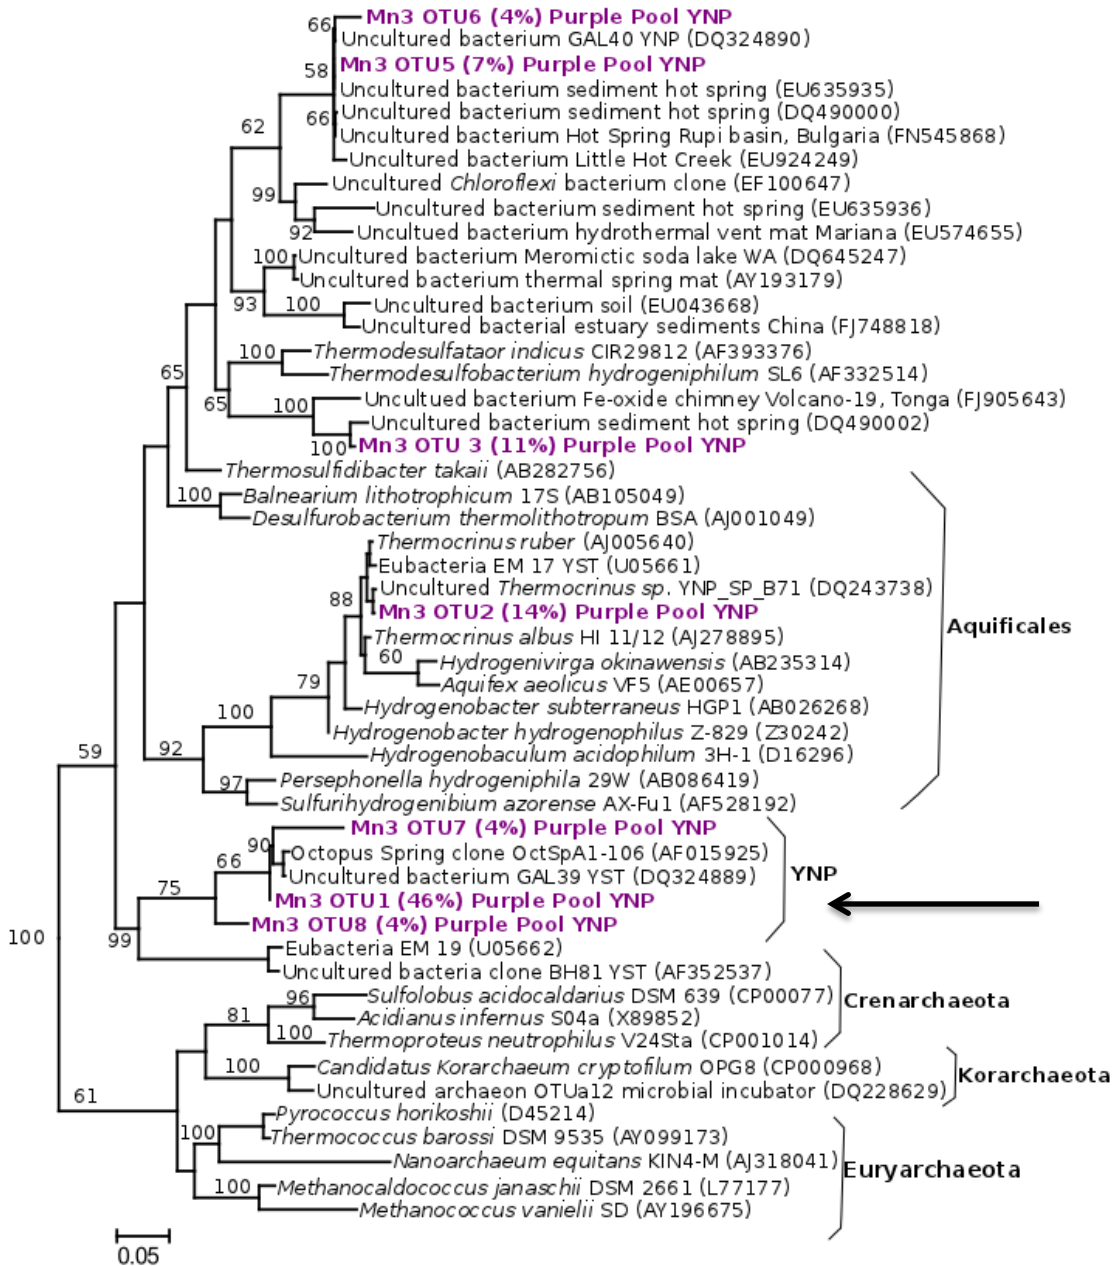 Mn3 OTU6 (4%) Purple Pool YNP
66
Uncultured bacterium GAL40 YNP (DQ324890)
Mn3 OTU5 (7%) Purple Pool YNP
58
Uncultured bacterium sediment hot spring (EU635935)
Uncultured bacterium sediment hot spring (DQ490000)
66
Uncultured bacterium Hot Spring Rupi basin, Bulgaria (FN545868)
62
Uncultured bacterium Little Hot Creek (EU924249)
Uncultured Chloroflexi bacterium clone (EF100647)
99
Uncultured bacterium sediment hot spring (EU635936)
92
Uncultued bacterium hydrothermal vent mat Mariana (EU574655)
100
Uncultured bacterium Meromictic soda lake WA (DQ645247)
Uncultured bacterium thermal spring mat (AY193179)
93
100
Uncultured bacterium soil (EU043668)
Uncultured bacterial estuary sediments China (FJ748818)
100
Thermodesulfataor indicus CIR29812 (AF393376)
65
Thermodesulfobacterium hydrogeniphilum SL6 (AF332514)
65
100
Uncultued bacterium Fe-oxide chimney Volcano-19, Tonga (FJ905643)
Uncultured bacterium sediment hot spring (DQ490002)
100
Mn3 OTU 3 (11%) Purple Pool YNP
Thermosulfidibacter takaii (AB282756)
100
Balnearium lithotrophicum 17S (AB105049)
Desulfurobacterium thermolithotropum BSA (AJ001049)
Thermocrinus ruber (AJ005640)
Eubacteria EM 17 YST (U05661)
Uncultured Thermocrinus sp. YNP_SP_B71 (DQ243738)
88
Mn3 OTU2 (14%) Purple Pool YNP
Aquificales
Thermocrinus albus HI 11/12 (AJ278895)
60
Hydrogenivirga okinawensis (AB235314)
79
Aquifex aeolicus VF5 (AE00657)
100
Hydrogenobacter subterraneus HGP1 (AB026268)
Hydrogenobacter hydrogenophilus Z-829 (Z30242)
59
92
Hydrogenobaculum acidophilum 3H-1 (D16296)
97
Persephonella hydrogeniphila 29W (AB086419)
Sulfurihydrogenibium azorense AX-Fu1 (AF528192)
Mn3 OTU7 (4%) Purple Pool YNP
90
Octopus Spring clone OctSpA1-106 (AF015925)
66
Uncultured bacterium GAL39 YST (DQ324889)
YNP
75
Mn3 OTU1 (46%) Purple Pool YNP
Mn3 OTU8 (4%) Purple Pool YNP
100
99
Eubacteria EM 19 (U05662)
Uncultured bacteria clone BH81 YST (AF352537)
96
Sulfolobus acidocaldarius DSM 639 (CP00077)
Crenarchaeota
81
Acidianus infernus S04a (X89852)
100
Thermoproteus neutrophilus V24Sta (CP001014)
100
Candidatus Korarchaeum cryptofilum OPG8 (CP000968)
Korarchaeota
61
Uncultured archaeon OTUa12 microbial incubator (DQ228629)
Pyrococcus horikoshii (D45214)
100
Thermococcus barossi DSM 9535 (AY099173)
Nanoarchaeum equitans KIN4-M (AJ318041)
Euryarchaeota
100
Methanocaldococcus janaschii DSM 2661 (L77177)
Methanococcus vanielii SD (AY196675)
0.05